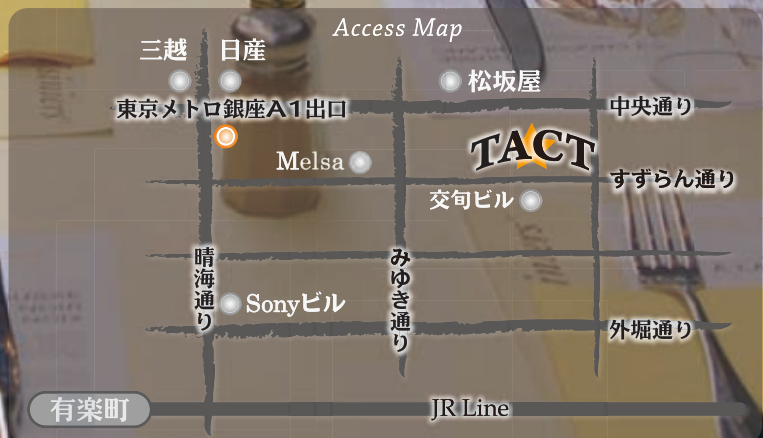 Access Map
三越
日産
松坂屋
東京メトロ銀座A1出口
中央通り
TACT
Melsa
すずらん通り
交旬ビル
晴海通り
みゆき通り
Sonyビル
外堀通り
有楽町
JR Line